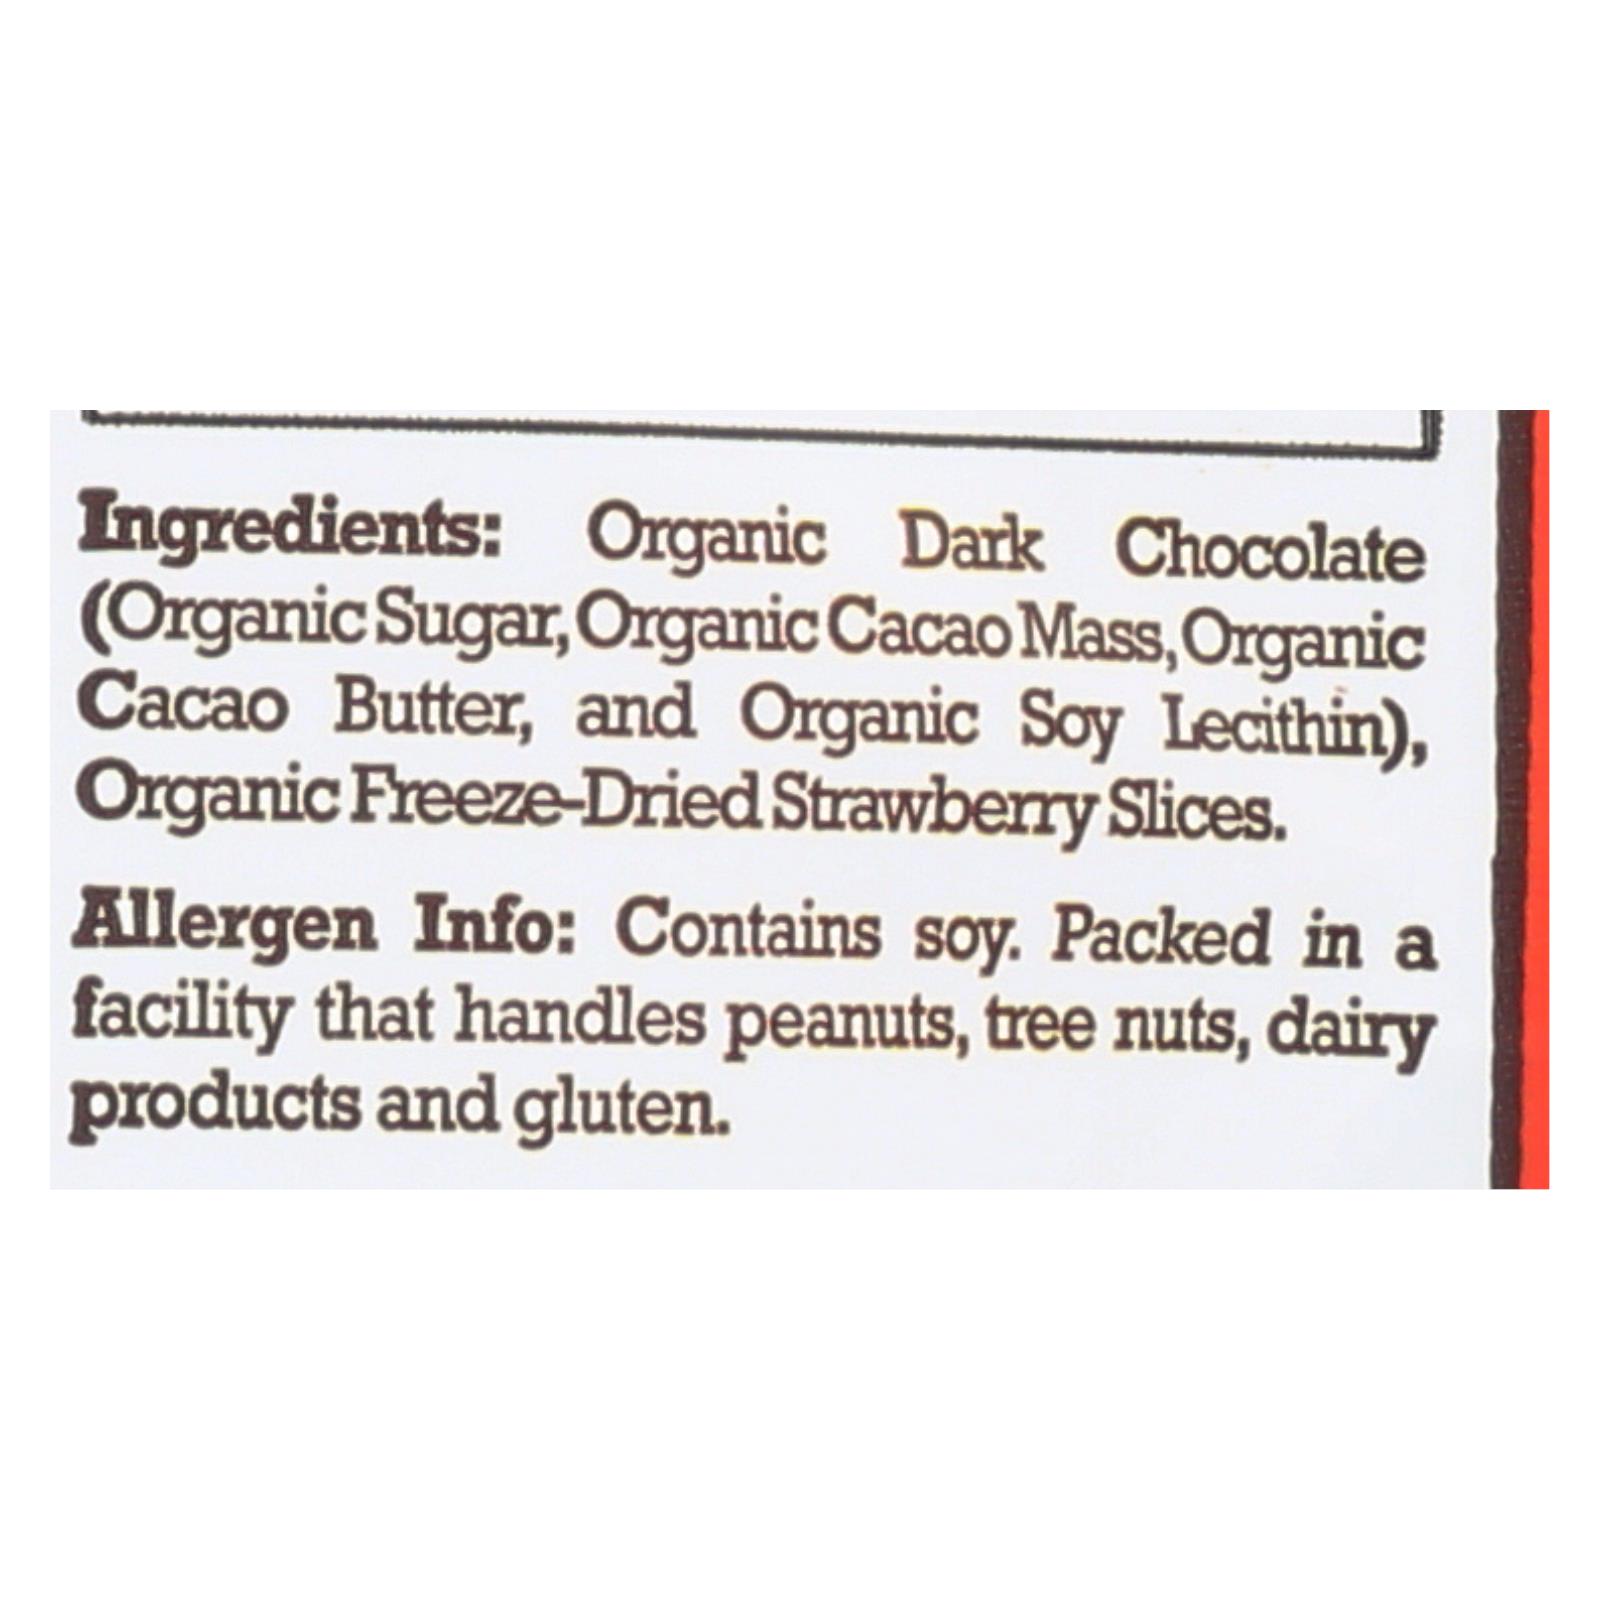 Ingredients: Organic Dark Chocolate
(Organic Sugar, Organic Cacao Mass, Organic
Cacao Butter, and Organic Soy Lecithin),
Organic Freeze-Dried Strawberry Slices.
Allergen Info: Contains soy. Packed in a
facility that handles peanuts, tree nuts, dairy
products and gluten.